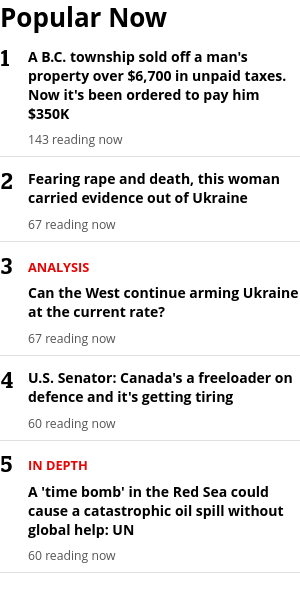 Popular Now
1
A B.C. township sold off a man's
property over $6,700 in unpaid taxes.
Now it's been ordered to pay him
$350K
143 reading now
2
Fearing rape and death, this woman
carried evidence out of Ukraine
67 reading now
3
ANALYSIS
Can the West continue arming Ukraine
at the current rate?
67 reading now
4
U.S. Senator: Canada's a freeloader on
defence and it's getting tiring
60 reading now
5
IN DEPTH
A 'time bomb' in the Red Sea could
cause a catastrophic oil spill without
global help: UN
60 reading now